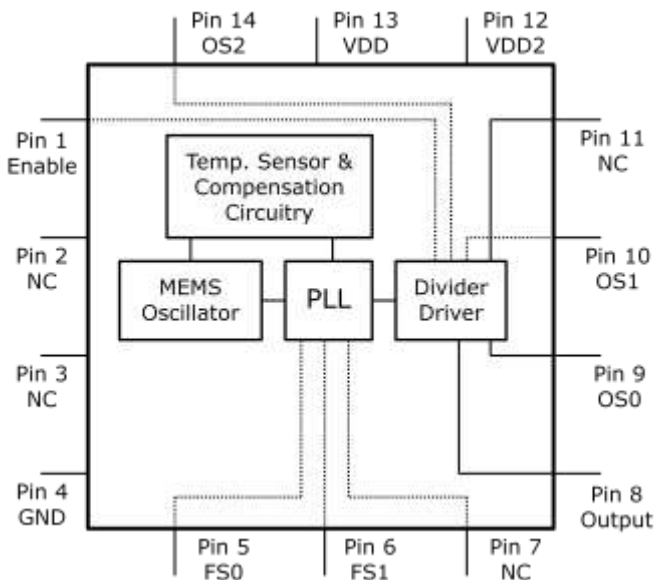 Pin 14
OS2
Pin 13
VDD
Pin 12
VDD2
Pin 1
Enable
Temp. Sensor &
Compensation
Circuitry
Pin 11
NC
Pin 2
NC
MEMS
Oscillator
PLL
Divider
Driver
Pin 10
OS1
Pin 3
NC
Pin 9
OS0
Pin 4
GND
Pin 8
Output
Pin 5
FS0
Pin 6
FS1
Pin 7
NC